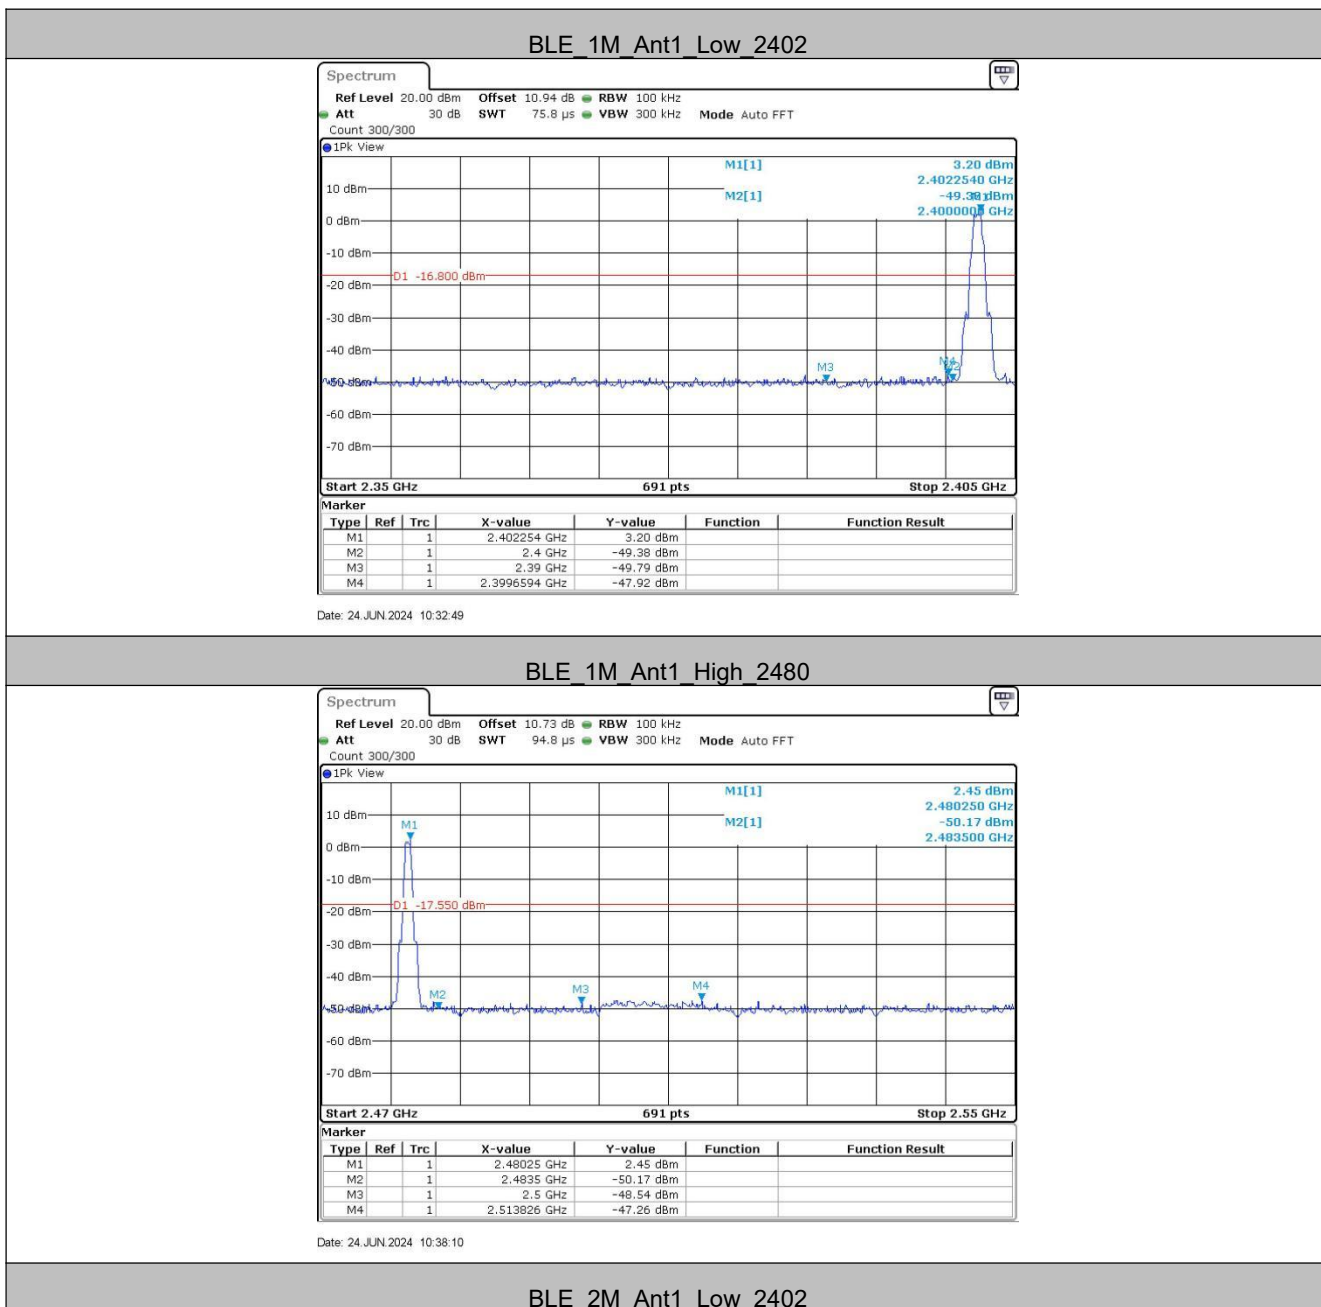 BLE_1M_Ant1_Low_2402
Spectrum
Ref Level 20.00 dBm Offset 10.94 dB RBW 100 kHz
Att 30 dB SWT 75.8 µs VBW 300 kHz Mode Auto FFT
Count 300/300
1Pk View
M1[1] 3.20 dBm
2.4022540 GHz
10 dBm
M2[1] -49.38 dBm
2.4000000 GHz
M1
0 dBm
-10 dBm
D1 -16.800 dBm
-20 dBm
-30 dBm
-40 dBm
M3 M4 M2
-50 dBm
-60 dBm
-70 dBm
Start 2.35 GHz 691 pts Stop 2.405 GHz
Marker
Type Ref Trc X-value Y-value Function Function Result
M1 1 2.402254 GHz 3.20 dBm
M2 1 2.4 GHz -49.38 dBm
M3 1 2.39 GHz -49.79 dBm
M4 1 2.3996594 GHz -47.92 dBm
Date: 24.JUN.2024 10:32:49
BLE_1M_Ant1_High_2480
Spectrum
Ref Level 20.00 dBm Offset 10.73 dB RBW 100 kHz
Att 30 dB SWT 94.8 µs VBW 300 kHz Mode Auto FFT
Count 300/300
1Pk View
M1[1] 2.45 dBm
2.480250 GHz
10 dBm
M1
M2[1] -50.17 dBm
2.483500 GHz
0 dBm
-10 dBm
D1 -17.550 dBm
-20 dBm
-30 dBm
-40 dBm
M2 M3 M4
-50 dBm
-60 dBm
-70 dBm
Start 2.47 GHz 691 pts Stop 2.55 GHz
Marker
Type Ref Trc X-value Y-value Function Function Result
M1 1 2.48025 GHz 2.45 dBm
M2 1 2.4835 GHz -50.17 dBm
M3 1 2.5 GHz -48.54 dBm
M4 1 2.513826 GHz -47.26 dBm
Date: 24.JUN.2024 10:38:10
BLE_2M_Ant1_Low_2402